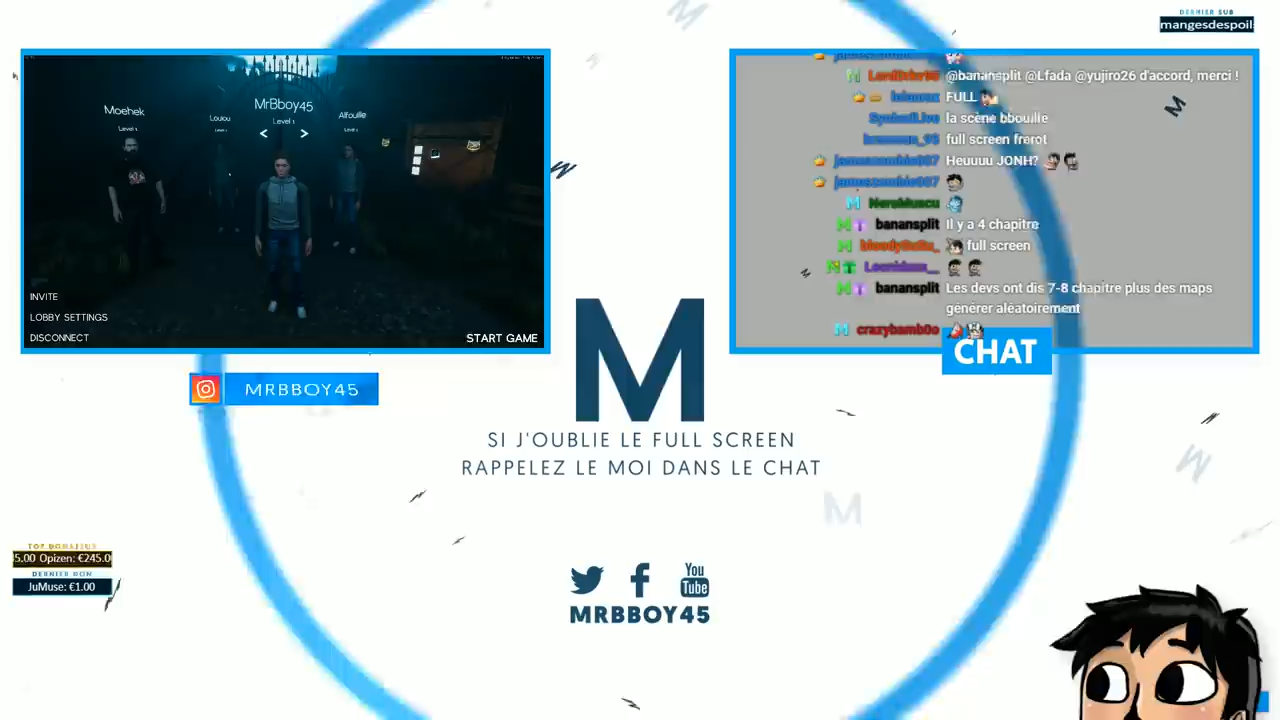 DERNIER SUB
mangesdespoil
Moehek
Level 1
Loulou
MrBboy45
Level 1
< >
Alfouille
INVITE
LOBBY SETTINGS
DISCONNECT
START GAME
MRBBOY45
@banansplit @Lfada @yujiro26 d'accord, merci !
FULL
la scène bbouille
full screen frerot
jameszombie007 Heuuuu JONH?
jameszombie007
NeroMuscu
banansplit Il y a 4 chapitre
full screen
banansplit Les devs ont dis 7-8 chapitre plus des maps
générer aléatoirement
crazybamb0o
CHAT
M
SI J'OUBLIE LE FULL SCREEN
RAPPELEZ LE MOI DANS LE CHAT
TOP DONATEUR
5.00 Opizen: €245.0
DERNIER DON
JuMuse: €1.00
You
Tube
MRBBOY45